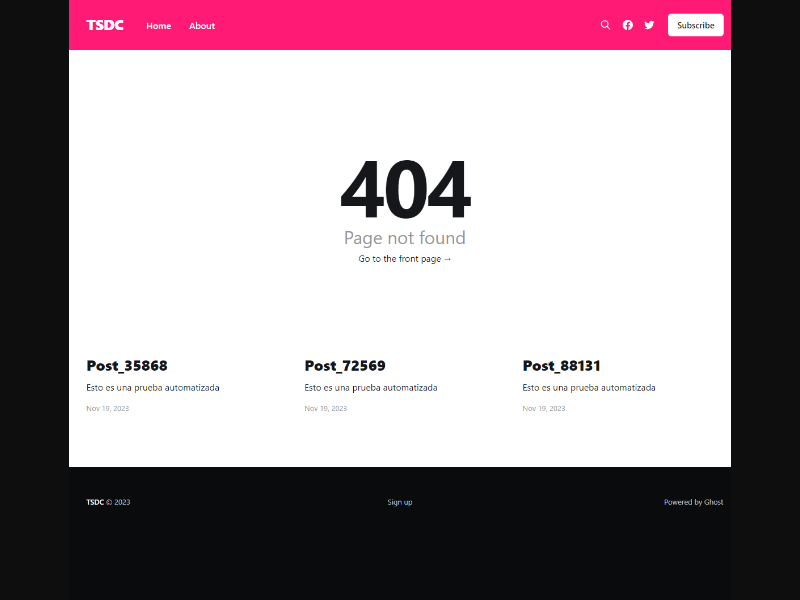 TSDC Home About Subscribe
404
Page not found
Go to the front page →
Post_35868 Post_72569 Post_88131
Esto es una prueba automatizada Esto es una prueba automatizada Esto es una prueba automatizada
Nov 19, 2023 Nov 19, 2023 Nov 19, 2023
TSDC © 2023 Sign up Powered by Ghost